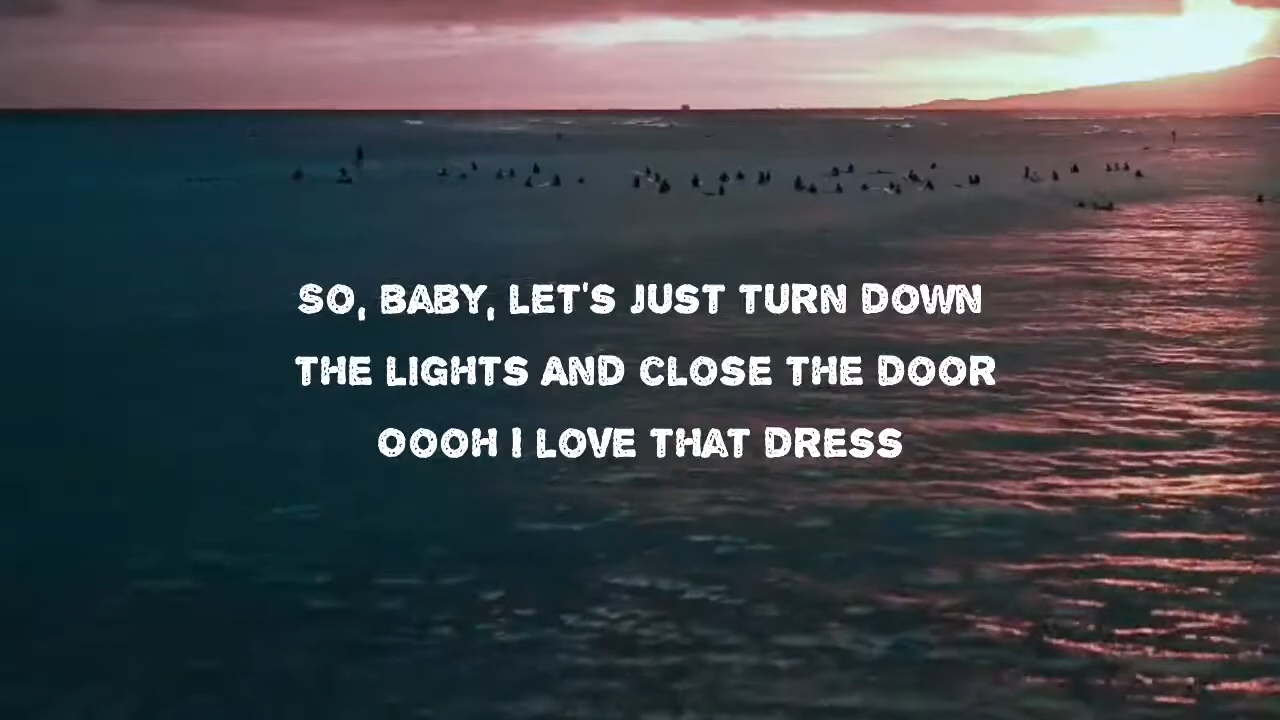 SO, BABY, LET'S JUST TURN DOWN
THE LIGHTS AND CLOSE THE DOOR
OOOH I LOVE THAT DRESS